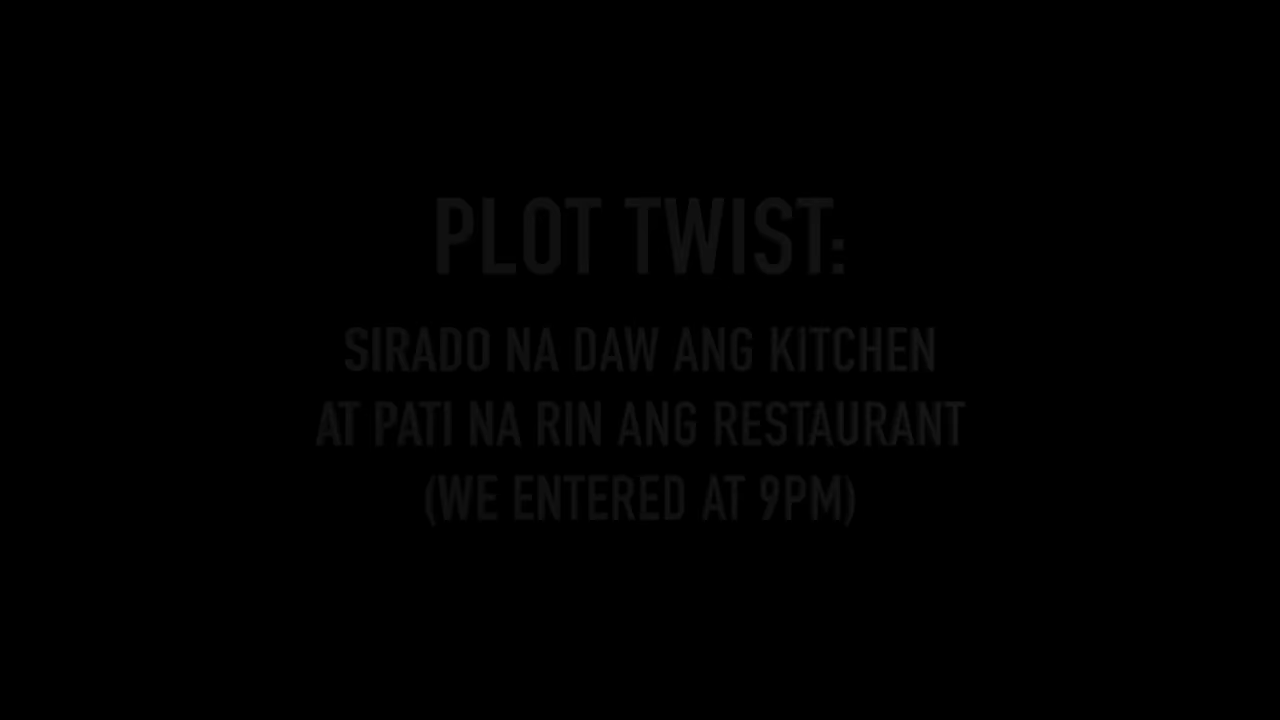 PLOT TWIST:
SIRADO NA DAW ANG KITCHEN
AT PATI NA RIN ANG RESTAURANT
(WE ENTERED AT 9PM)